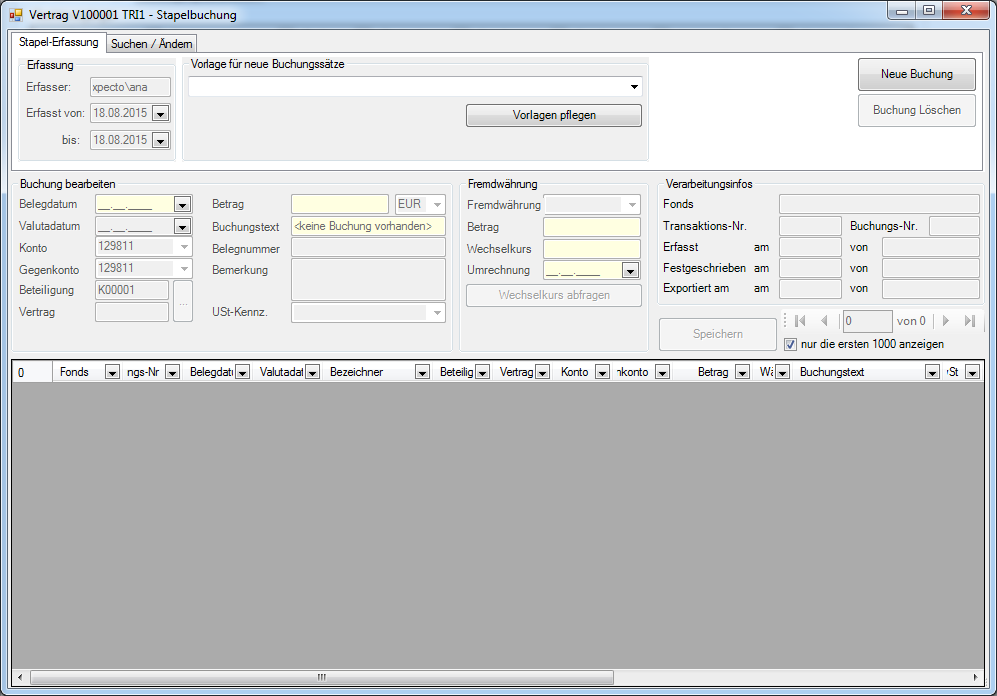 Vertrag V100001 TRI1 - Stapelbuchung
Stapel-Erfassung Suchen / Ändern
Erfassung
Erfasser: xpecto\ana
Erfasst von: 18.08.2015
bis: 18.08.2015
Vorlage für neue Buchungssätze
Vorlagen pflegen
Neue Buchung
Buchung Löschen
Buchung bearbeiten
Belegdatum __.__.____
Valutadatum __.__.____
Konto 129811
Gegenkonto 129811
Beteiligung K00001
Vertrag ...
Betrag EUR
Buchungstext <keine Buchung vorhanden>
Belegnummer
Bemerkung
USt-Kennz.
Fremdwährung
Fremdwährung
Betrag
Wechselkurs
Umrechnung __.__.____
Wechselkurs abfragen
Verarbeitungsinfos
Fonds
Transaktions-Nr. Buchungs-Nr.
Erfasst am von
Festgeschrieben am von
Exportiert am am von
Speichern
0 von 0
nur die ersten 1000 anzeigen
0 Fonds ngs-Nr Belegdatu Valutadat Bezeichner Beteilig Vertrag Konto nkonto Betrag Wä Buchungstext St